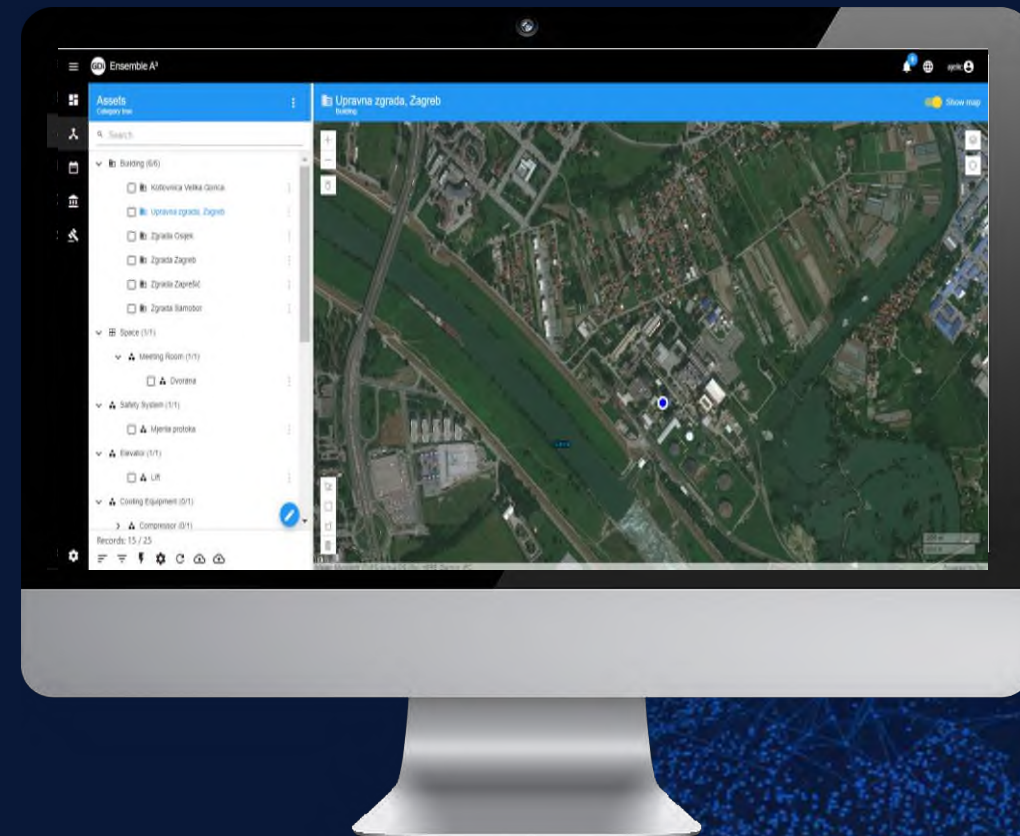 GDi Ensemble A³
1
Assets
Category tree
Search
Building (6/6)
Kotlovnica Velika Gorica
Upravna zgrada, Zagreb
Zgrada Osijek
Zgrada Zagreb
Zgrada Zaprešić
Zgrada Samobor
Space (1/1)
Meeting Room (1/1)
Dvorana
Safety System (1/1)
Mjerila protoka
Elevator (1/1)
Lift
Cooling Equipment (0/1)
Compressor (0/1)
Records: 15 / 25
Upravna zgrada, Zagreb
Building
Show map